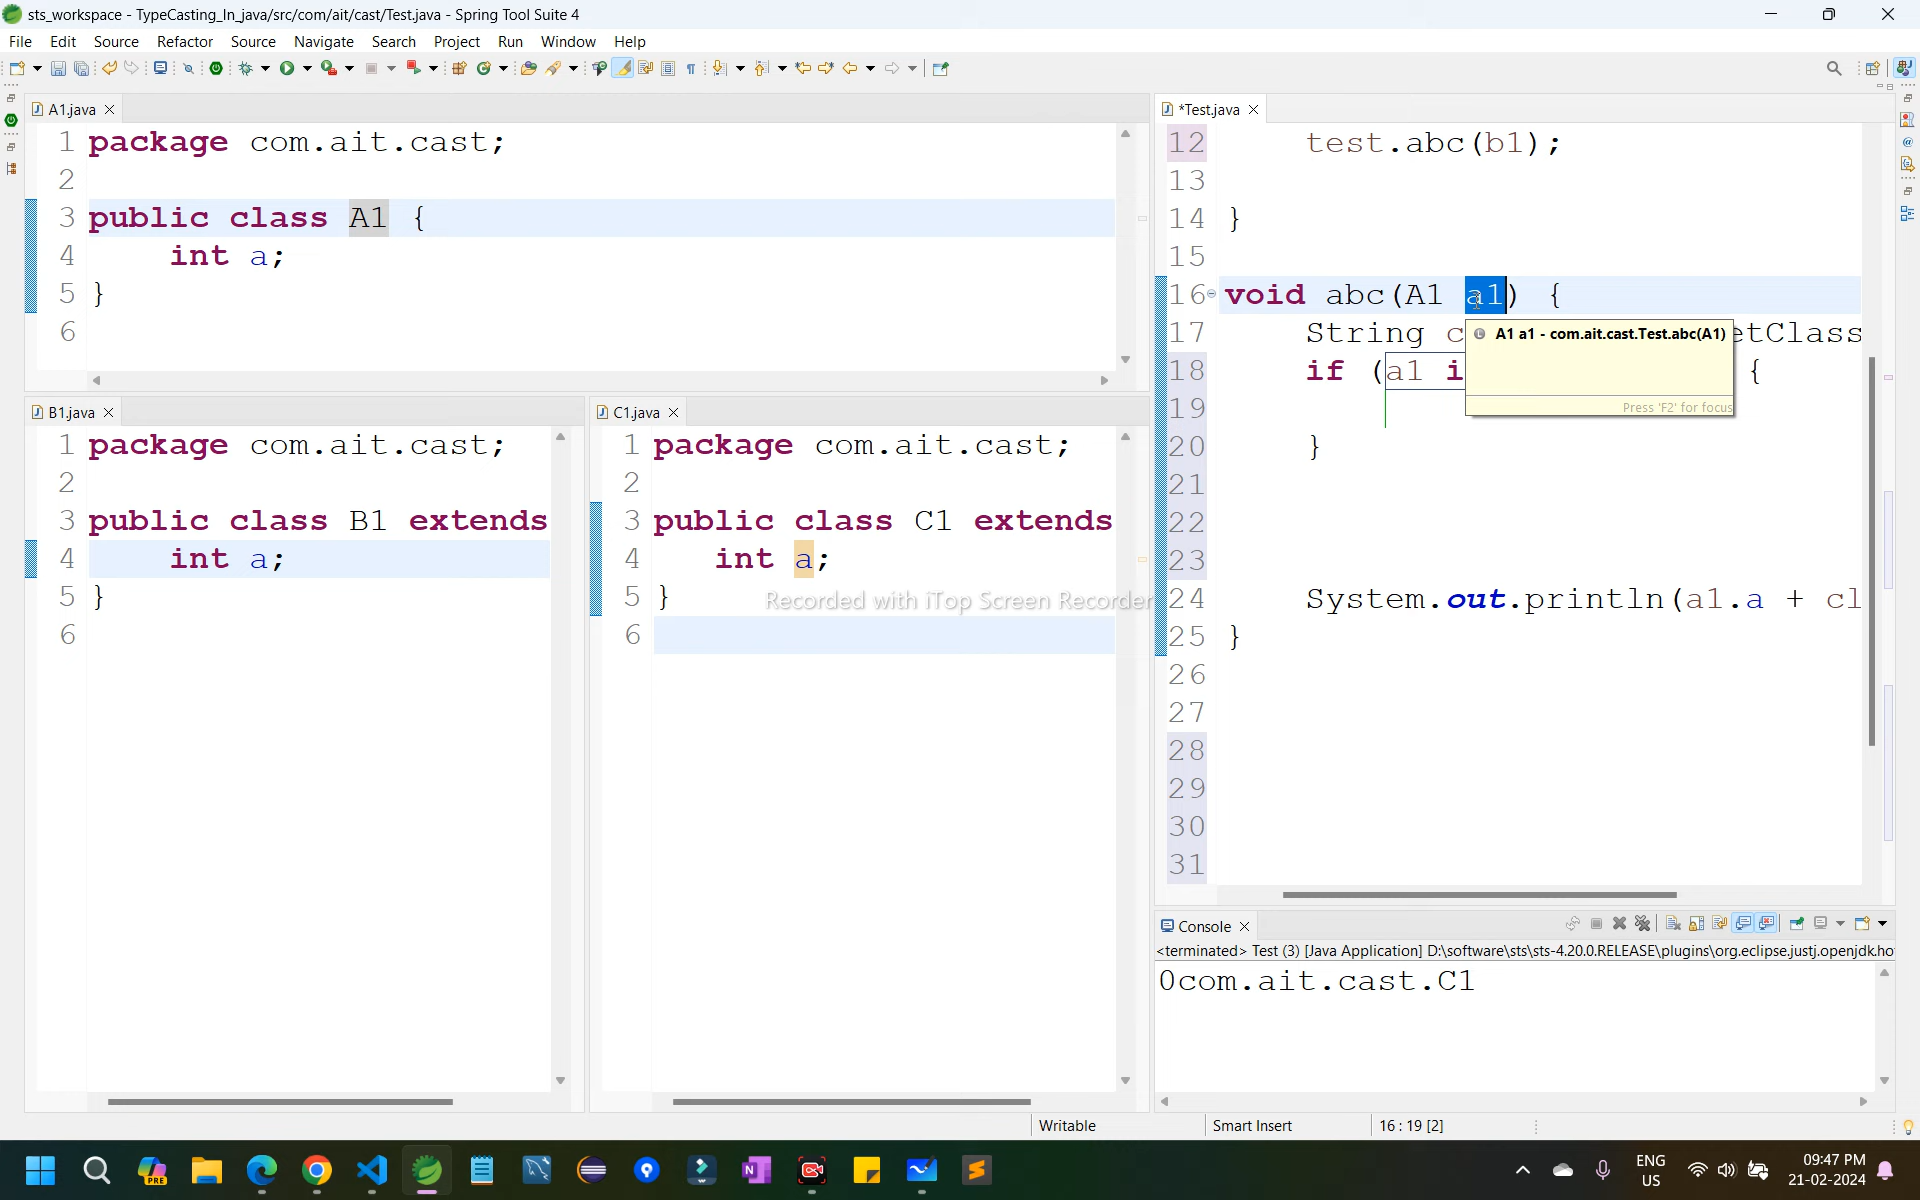 sts_workspace - TypeCasting_In_java/src/com/ait/cast/Test.java - Spring Tool Suite 4
File Edit Source Refactor Source Navigate Search Project Run Window Help
A1.java
1 package com.ait.cast;
2
3 public class A1 {
4 int a;
5 }
6
B1.java
1 package com.ait.cast;
2
3 public class B1 extends
4 int a;
5 }
6
C1.java
1 package com.ait.cast;
2
3 public class C1 extends
4 int a;
5 }
6
Recorded with iTop Screen Recorder
*Test.java
12 test.abc(b1);
13
14 }
15
16 void abc(A1 a1) {
17 String c etClass
A1 a1 - com.ait.cast.Test.abc(A1)
18 if (a1 i {
Press 'F2' for focus
19
20 }
21
22
23
24 System.out.println(a1.a + cl
25 }
26
27
28
29
30
31
Console
<terminated> Test (3) [Java Application] D:\software\sts\sts-4.20.0.RELEASE\plugins\org.eclipse.justj.openjdk.ho
0com.ait.cast.C1
Writable Smart Insert 16 : 19 [2]
PRE
ENG
US
09:47 PM
21-02-2024